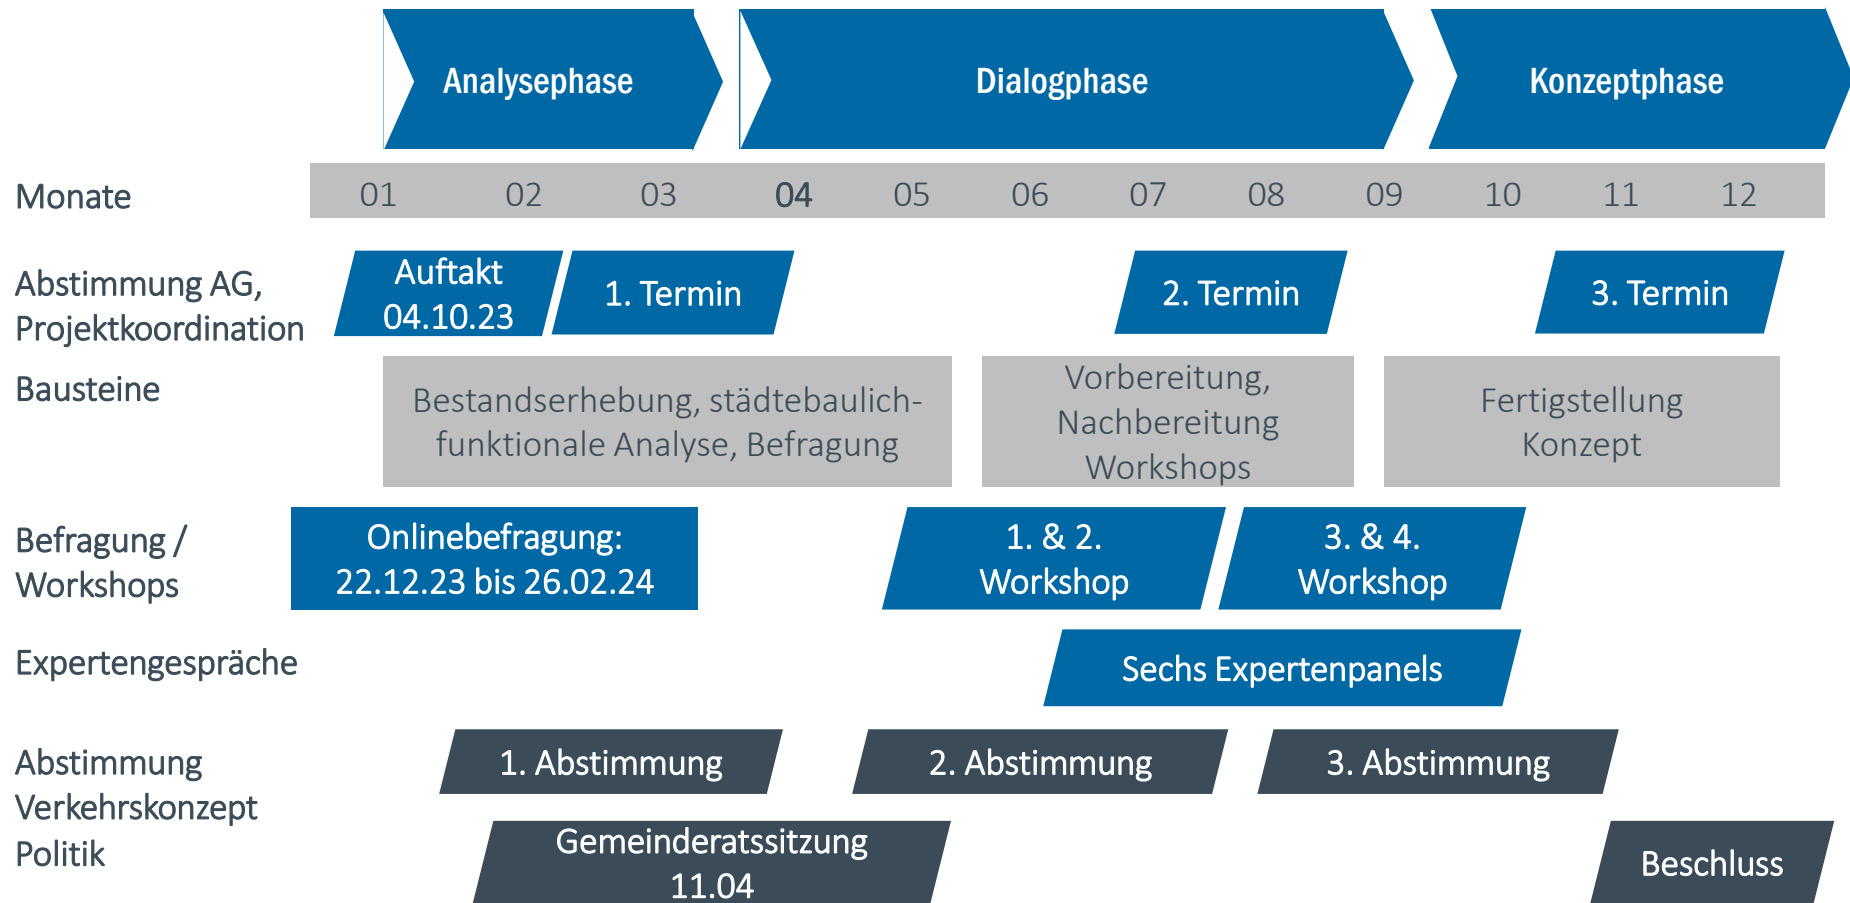 Analysephase
Dialogphase
Konzeptphase
Monate
01 02 03 04 05 06 07 08 09 10 11 12
Abstimmung AG,
Projektkoordination
Auftakt
04.10.23
1. Termin
2. Termin
3. Termin
Bausteine
Bestandserhebung, städtebaulich-
funktionale Analyse, Befragung
Vorbereitung,
Nachbereitung
Workshops
Fertigstellung
Konzept
Befragung /
Workshops
Onlinebefragung:
22.12.23 bis 26.02.24
1. & 2.
Workshop
3. & 4.
Workshop
Expertengespräche
Sechs Expertenpanels
Abstimmung
Verkehrskonzept
1. Abstimmung
2. Abstimmung
3. Abstimmung
Politik
Gemeinderatssitzung
11.04
Beschluss